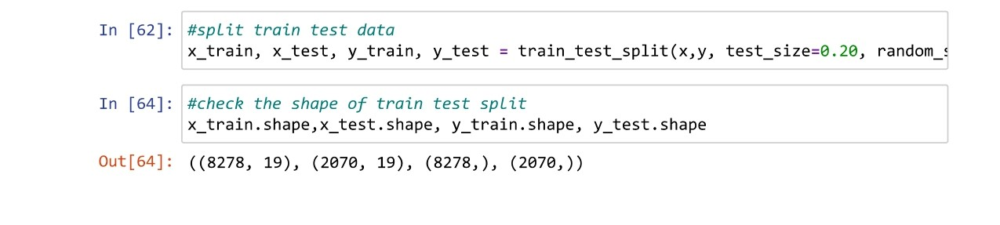 In [62]: #split train test data
x_train, x_test, y_train, y_test = train_test_split(x,y, test_size=0.20,
In [64]: #check the shape of train test split
x_train.shape,x_test.shape, y_train.shape, y_test.shape
Out[64]: ((8278, 19), (2070, 19), (8278,), (2070,))